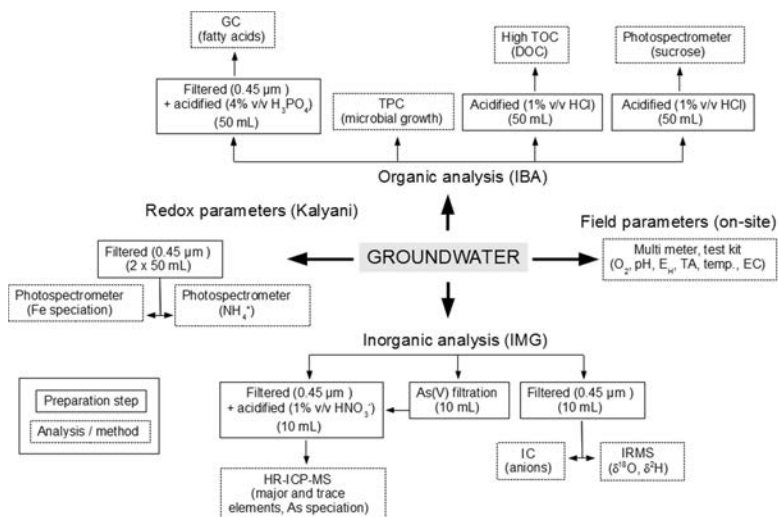 GC
(fatty acids)
High TOC
(DOC)
Photospectrometer
(sucrose)
Filtered (0.45 µm)
+ acidified (4% v/v H₃PO₄)
(50 mL)
TPC
(microbial growth)
Acidified (1% v/v HCl)
(50 mL)
Acidified (1% v/v HCl)
(50 mL)
Organic analysis (IBA)
Redox parameters (Kalyani)
Field parameters (on-site)
Filtered (0.45 µm)
(2 x 50 mL)
GROUNDWATER
Multi meter, test kit
(O₂, pH, E_H, TA, temp., EC)
Photospectrometer
(Fe speciation)
Photospectrometer
(NH₄⁺)
Inorganic analysis (IMG)
Filtered (0.45 µm)
+ acidified (1% v/v HNO₃⁻)
(10 mL)
As(V) filtration
(10 mL)
Filtered (0.45 µm)
(10 mL)
Preparation step
Analysis / method
IC
(anions)
IRMS
(δ¹⁸O, δ²H)
HR-ICP-MS
(major and trace
elements, As speciation)